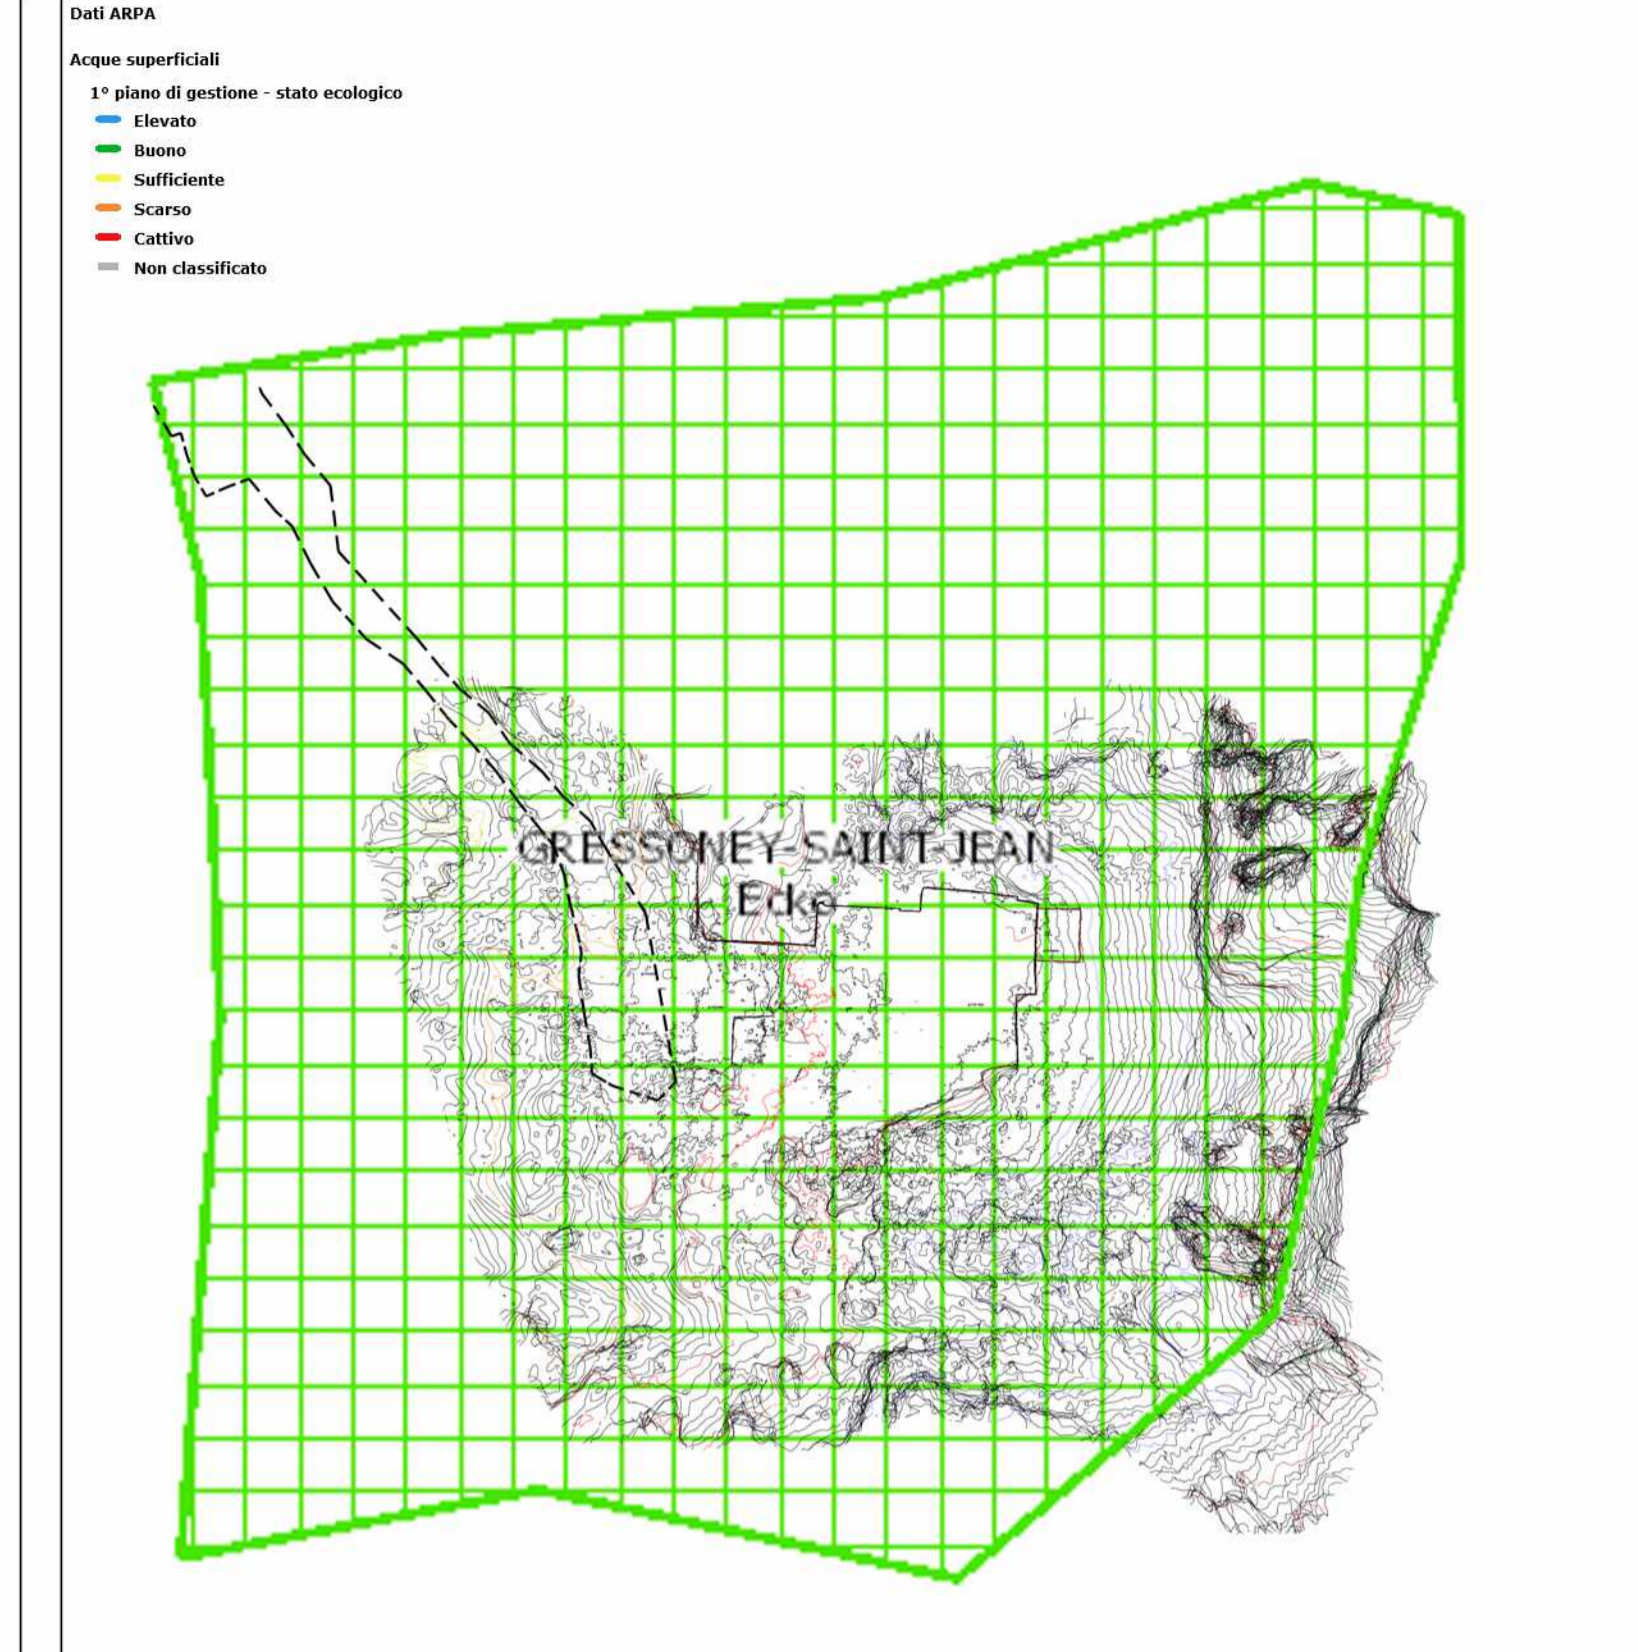 Dati ARPA
Acque superficiali
1° piano di gestione - stato ecologico
Elevato
Buono
Sufficiente
Scarso
Cattivo
Non classificato
GRESSONEY-SAINT-JEAN
Ecko